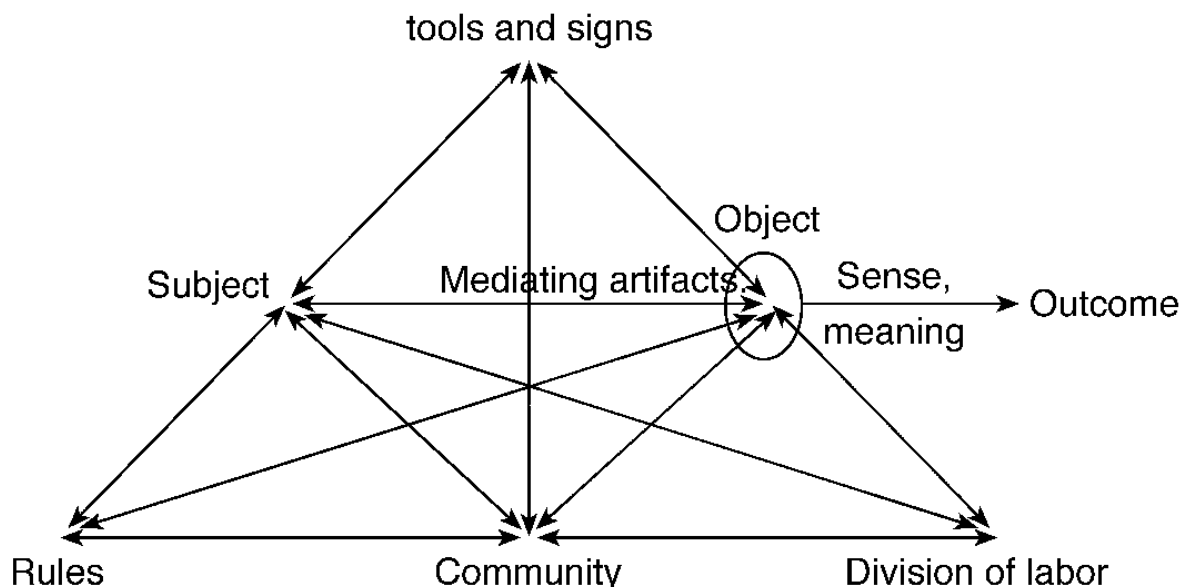 tools and signs
Object
Subject
Mediating artifacts,
Sense,
Outcome
meaning
Rules
Community
Division of labor